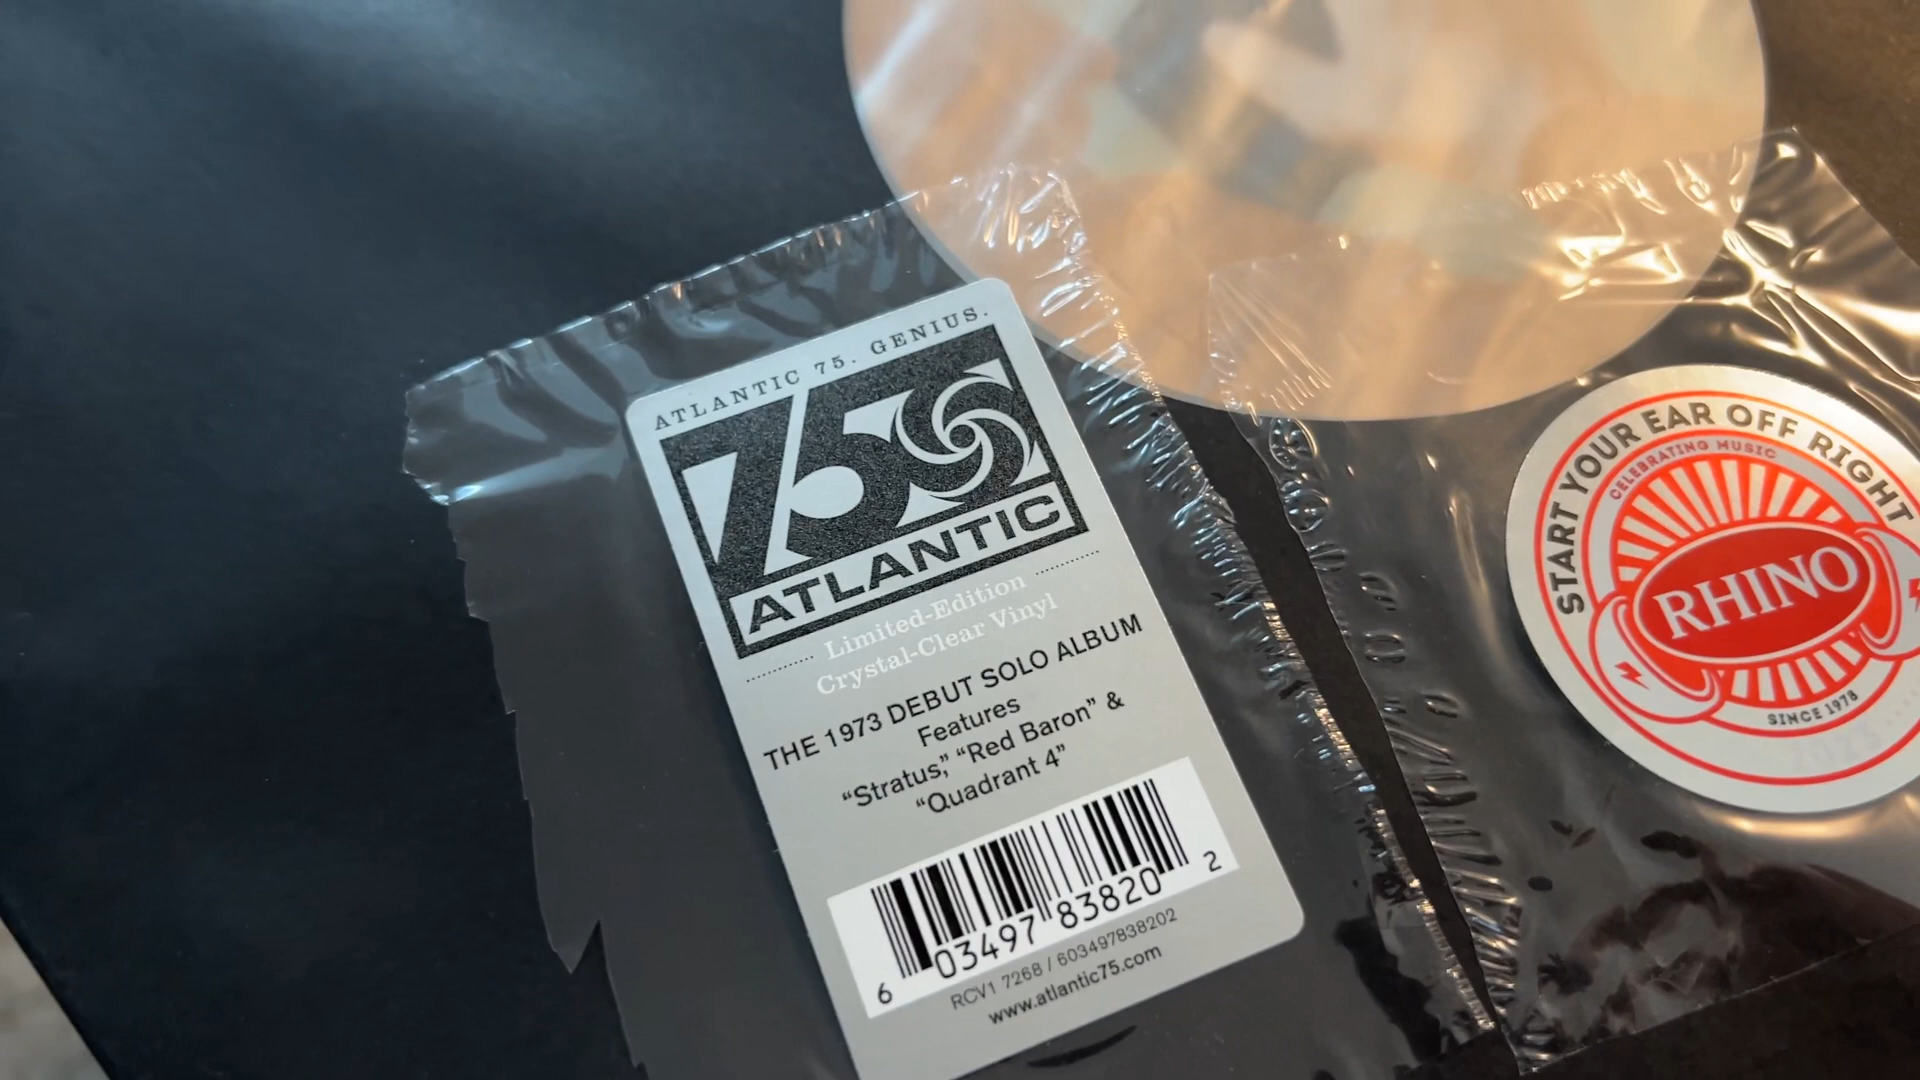 ATLANTIC 75. GENIUS.
75
ATLANTIC
Limited-Edition
Crystal-Clear Vinyl
THE 1973 DEBUT SOLO ALBUM
Features
“Stratus,” “Red Baron” &
“Quadrant 4”
6 03497 83820 2
RCV1 7268 / 603497838202
www.atlantic75.com
START YOUR EAR OFF RIGHT
CELEBRATING MUSIC
RHINO
SINCE 1978